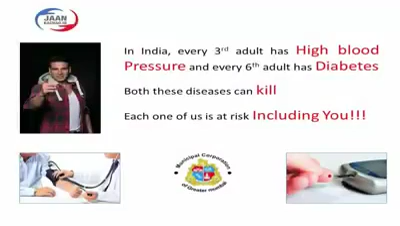 JAAN
In India, every 3rd adult has High blood
Pressure and every 6th adult has Diabetes
Both these diseases can kill
Each one of us is at risk Including You!!!
Municipal Corporation
of Greater Mumbai